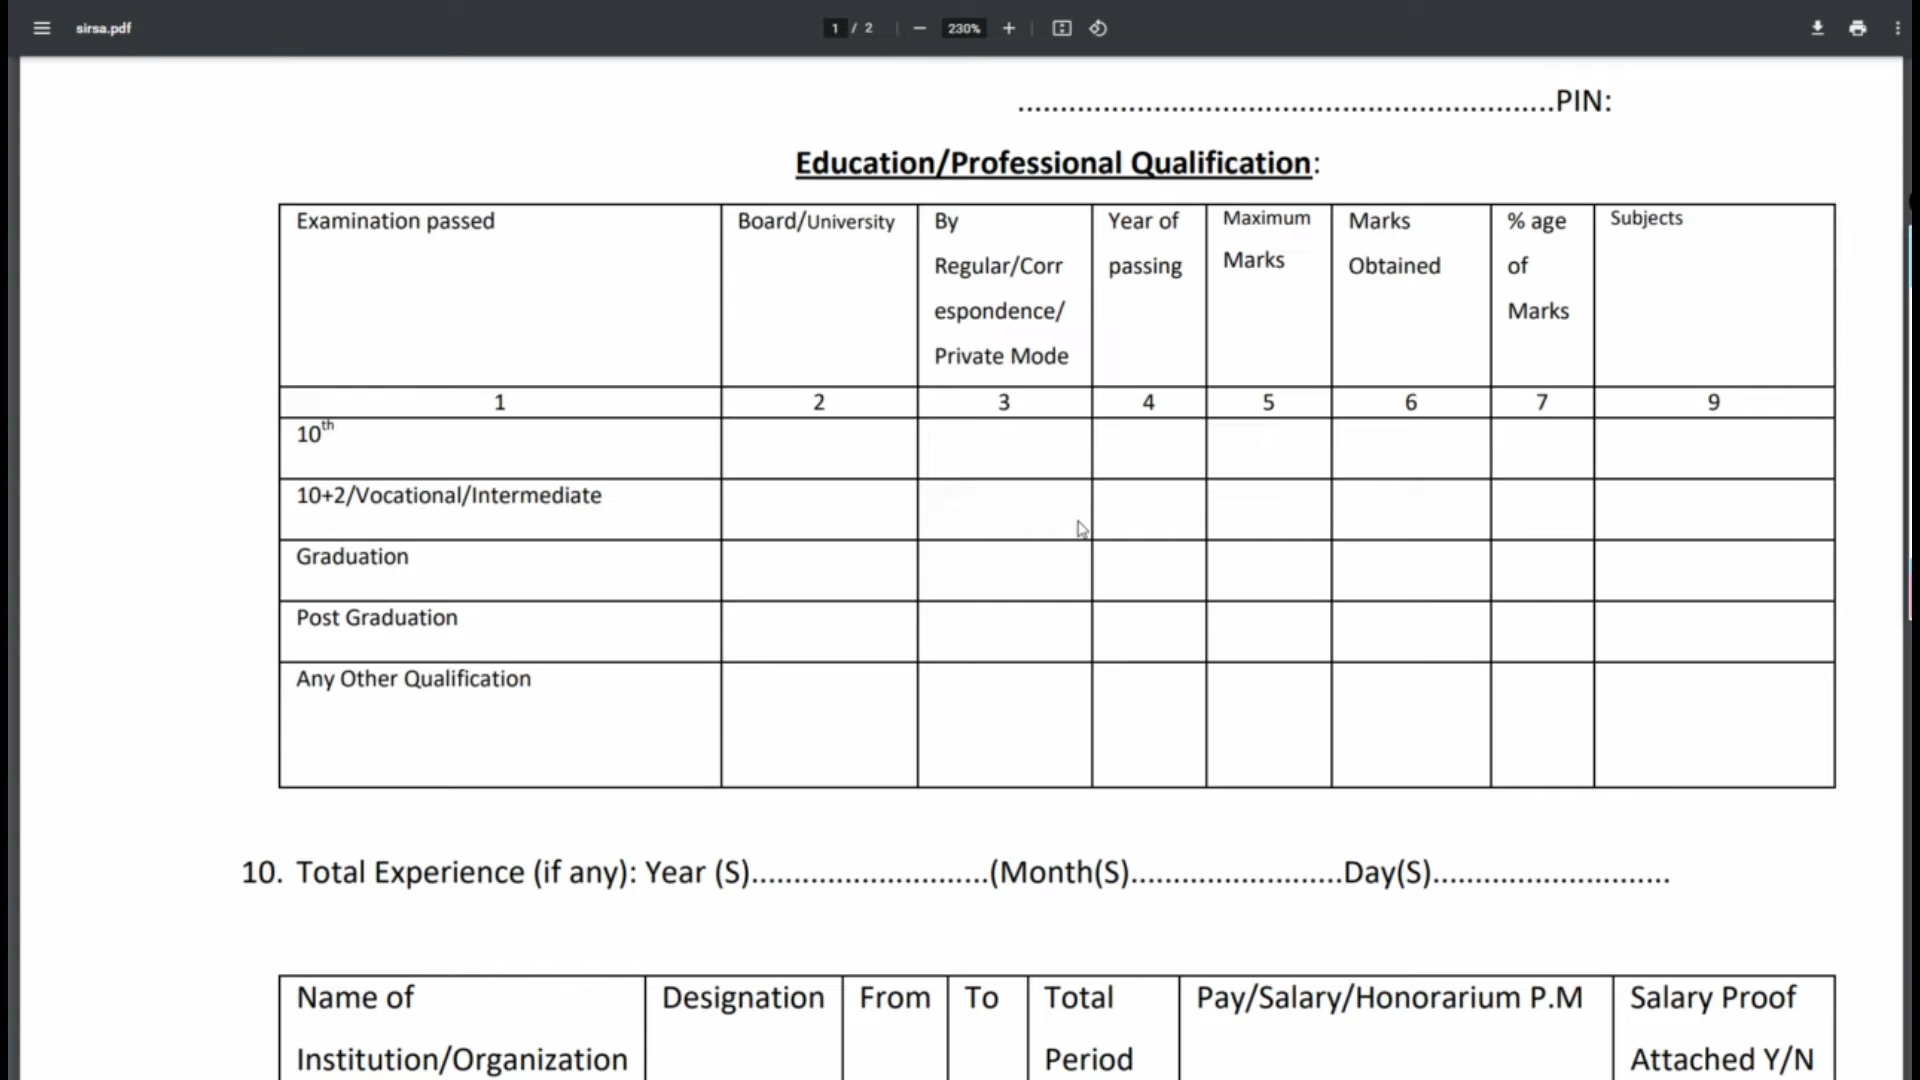 sirsa.pdf 1 / 2 230%
............................................................PIN:
Education/Professional Qualification:
Examination passed Board/University By Regular/Corr espondence/ Private Mode Year of passing Maximum Marks Marks Obtained % age of Marks Subjects
1 2 3 4 5 6 7 9
10th
10+2/Vocational/Intermediate
Graduation
Post Graduation
Any Other Qualification
10. Total Experience (if any): Year (S)...........................(Month(S)........................Day(S)...........................
Name of Institution/Organization Designation From To Total Period Pay/Salary/Honorarium P.M Salary Proof Attached Y/N